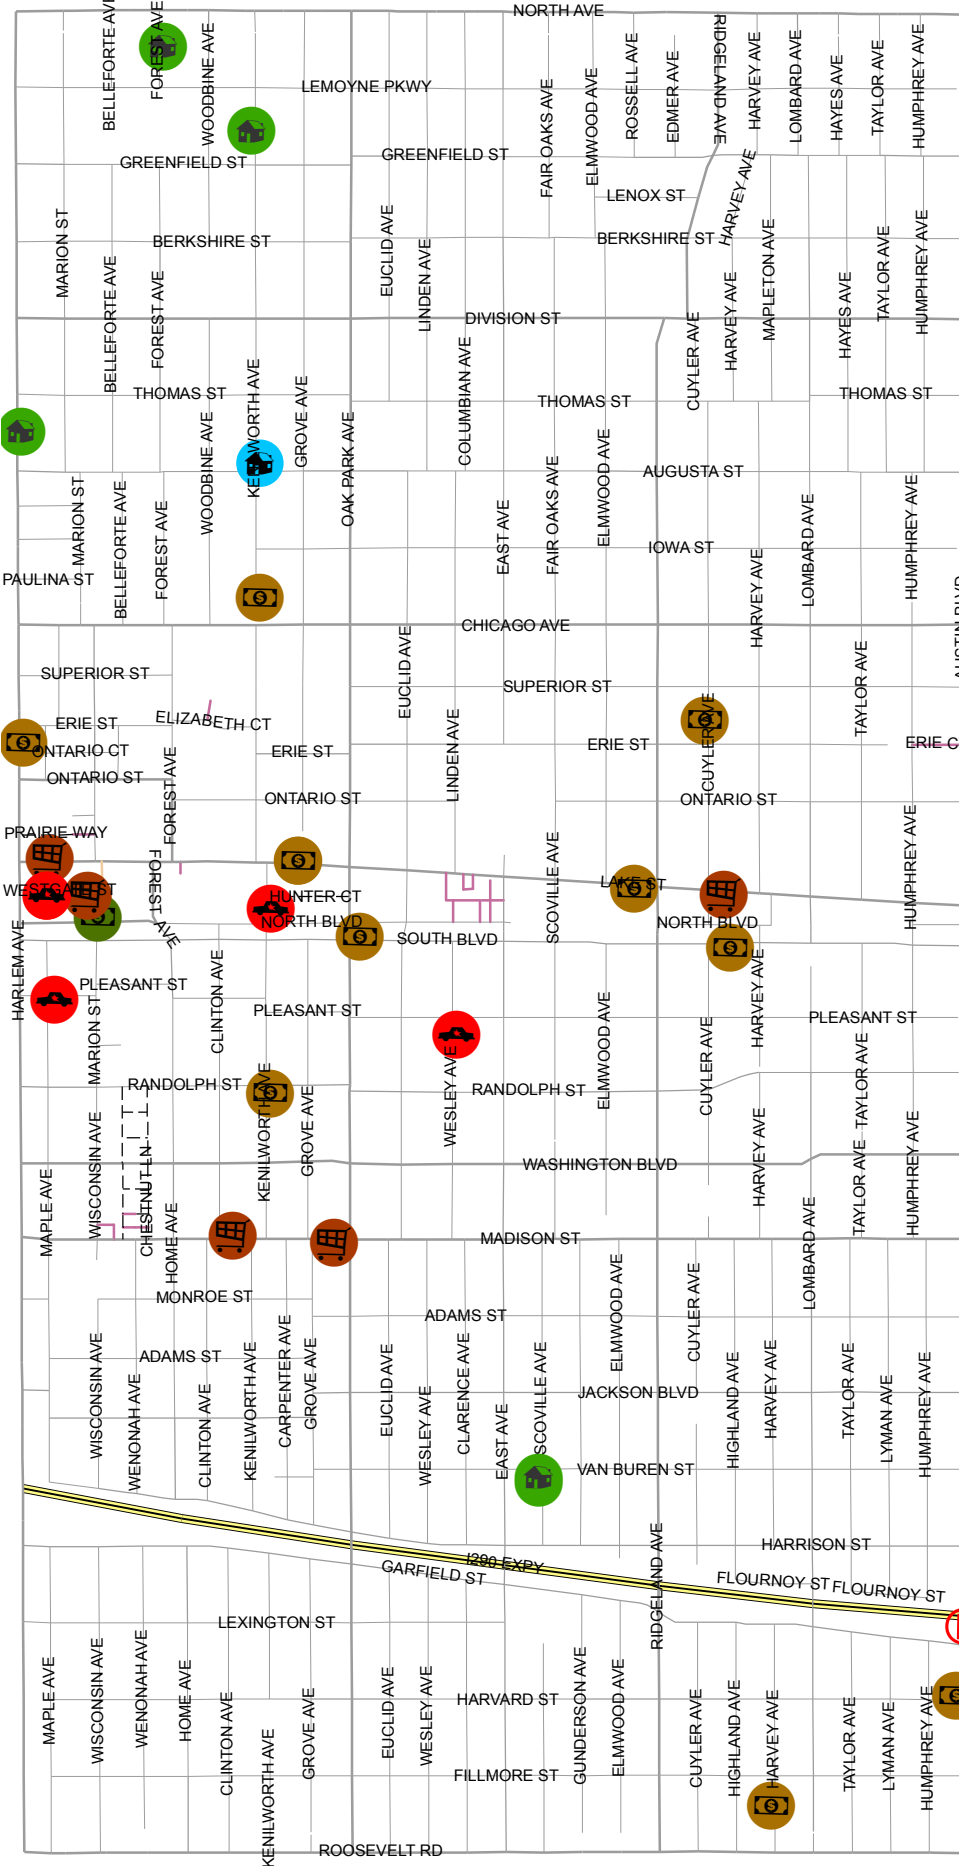 NORTH AVE
BELLEFORTE AVE
FOREST AVE
WOODBINE AVE
LEMOYNE PKWY
FAIR OAKS AVE
ELMWOOD AVE
ROSSELL AVE
EDMER AVE
RIDGELAND AVE
HARVEY AVE
LOMBARD AVE
HAYES AVE
TAYLOR AVE
HUMPHREY AVE
GREENFIELD ST
GREENFIELD ST
LENOX ST
HARVEY AVE
MARION ST
BERKSHIRE ST
EUCLID AVE
LINDEN AVE
BERKSHIRE ST
MAPLETON AVE
TAYLOR AVE
HUMPHREY AVE
BELLEFORTE AVE
FOREST AVE
DIVISION ST
CUYLER AVE
HARVEY AVE
HAYES AVE
THOMAS ST
KENILWORTH AVE
GROVE AVE
COLUMBIAN AVE
THOMAS ST
THOMAS ST
WOODBINE AVE
OAK PARK AVE
ELMWOOD AVE
AUGUSTA ST
MARION ST
BELLEFORTE AVE
FOREST AVE
EAST AVE
FAIR OAKS AVE
IOWA ST
LOMBARD AVE
HUMPHREY AVE
PAULINA ST
HARVEY AVE
AUSTIN BLVD
CHICAGO AVE
SUPERIOR ST
EUCLID AVE
SUPERIOR ST
TAYLOR AVE
ERIE ST
ELIZABETH CT
CUYLER AVE
ONTARIO CT
ERIE ST
LINDEN AVE
ERIE ST
ERIE C
ONTARIO ST
FOREST AVE
ONTARIO ST
ONTARIO ST
PRAIRIE WAY
SCOVILLE AVE
HUMPHREY AVE
WESTGATE ST
FOREST AVE
HUNTER CT
LAKE ST
NORTH BLVD
NORTH BLVD
SOUTH BLVD
HARLEM AVE
PLEASANT ST
CLINTON AVE
PLEASANT ST
HARVEY AVE
PLEASANT ST
MARION ST
WESLEY AVE
ELMWOOD AVE
CUYLER AVE
TAYLOR AVE
RANDOLPH ST
KENILWORTH AVE
GROVE AVE
RANDOLPH ST
MAPLE AVE
WISCONSIN AVE
CHESTNUT LN
HOME AVE
WASHINGTON BLVD
HARVEY AVE
TAYLOR AVE
HUMPHREY AVE
MADISON ST
LOMBARD AVE
MONROE ST
ADAMS ST
ELMWOOD AVE
CUYLER AVE
ADAMS ST
WISCONSIN AVE
WENONAH AVE
CLINTON AVE
KENILWORTH AVE
CARPENTER AVE
GROVE AVE
EUCLID AVE
WESLEY AVE
CLARENCE AVE
EAST AVE
SCOVILLE AVE
JACKSON BLVD
HIGHLAND AVE
HARVEY AVE
TAYLOR AVE
LYMAN AVE
HUMPHREY AVE
VAN BUREN ST
HARRISON ST
I290 EXPY
GARFIELD ST
RIDGELAND AVE
FLOURNOY ST
FLOURNOY ST
LEXINGTON ST
MAPLE AVE
WISCONSIN AVE
WENONAH AVE
HOME AVE
CLINTON AVE
KENILWORTH AVE
GROVE AVE
EUCLID AVE
WESLEY AVE
HARVARD ST
GUNDERSON AVE
ELMWOOD AVE
CUYLER AVE
HIGHLAND AVE
HARVEY AVE
TAYLOR AVE
LYMAN AVE
HUMPHREY AVE
FILLMORE ST
ROOSEVELT RD